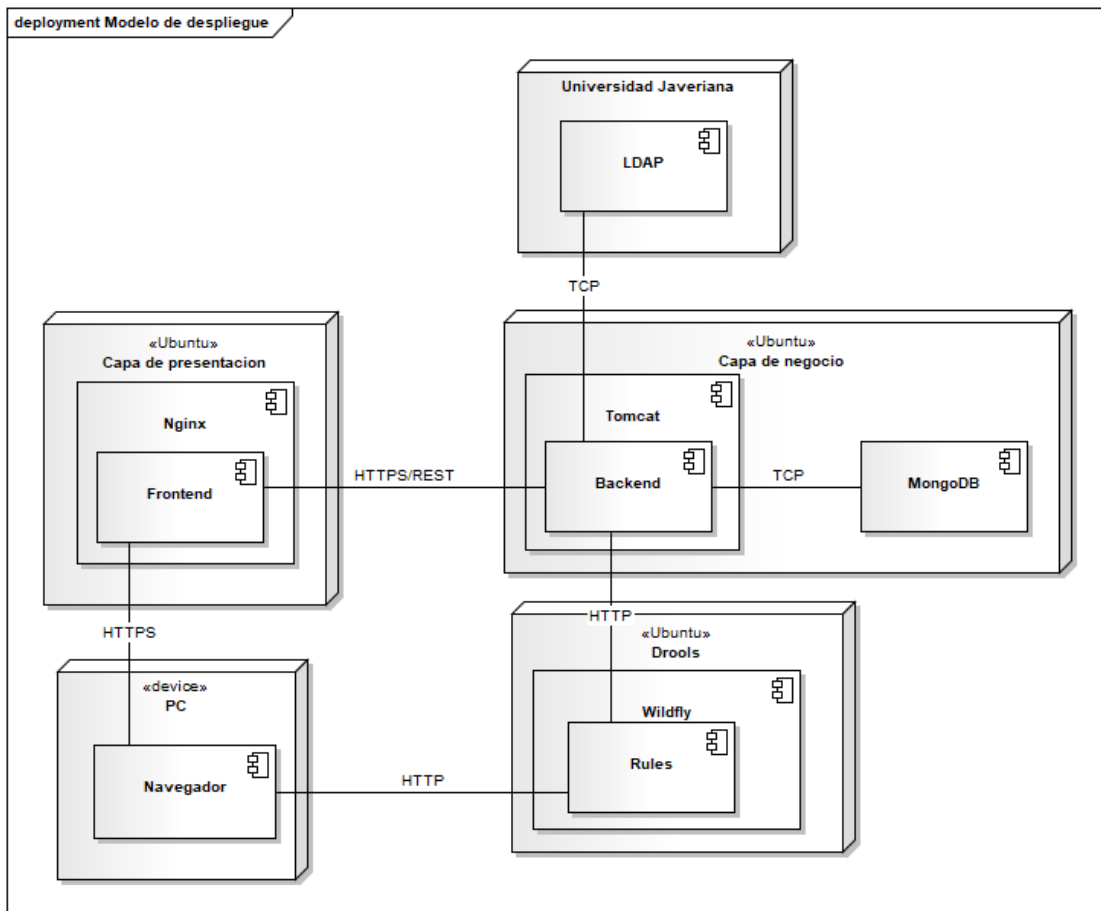 deployment Modelo de despliegue
Universidad Javeriana
LDAP
TCP
«Ubuntu»
Capa de presentacion
Nginx
Frontend
HTTPS/REST
«Ubuntu»
Capa de negocio
Tomcat
Backend
TCP
MongoDB
HTTPS
HTTP
«device»
PC
Navegador
HTTP
«Ubuntu»
Drools
Wildfly
Rules